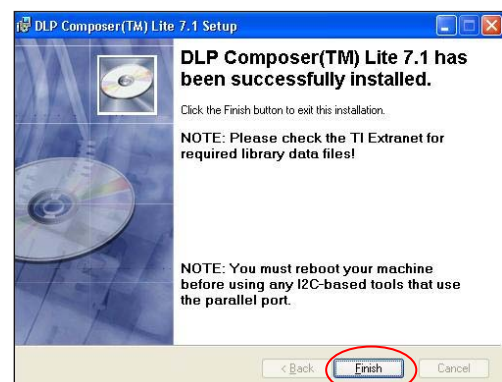 DLP Composer(TM) Lite 7.1 Setup
DLP Composer(TM) Lite 7.1 has
been successfully installed.
Click the Finish button to exit this installation.
NOTE: Please check the TI Extranet for
required library data files!
NOTE: You must reboot your machine
before using any I2C-based tools that use
the parallel port.
< Back Finish Cancel